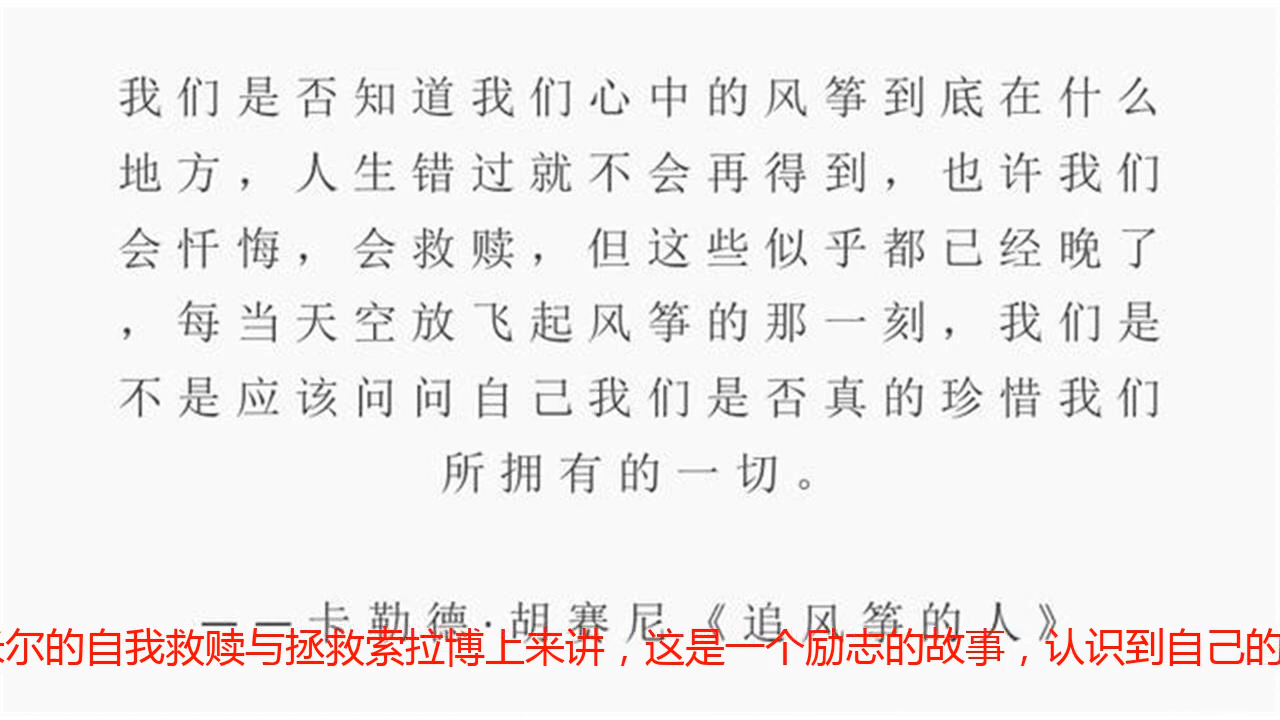 我们是否知道我们心中的风筝到底在什么
地方，人生错过就不会再得到，也许我们
会忏悔，会救赎，但这些似乎都已经晚了
，每当天空放飞起风筝的那一刻，我们是
不是应该问问自己我们是否真的珍惜我们
所拥有的一切。
——卡勒德·胡赛尼《追风筝的人》
尔的自我救赎与拯救索拉博上来讲，这是一个励志的故事，认识到自己的